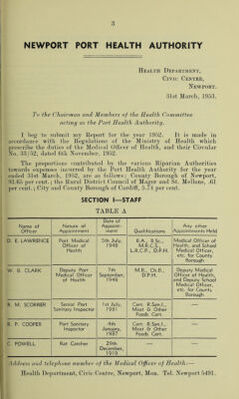 3
NEWPORT PORT HEALTH AUTHORITY
HEALTH DEPARTMENT,
CIVIC CENTRE,
NEWPORT.
31st March, 1953.
To the Chairman and Members of the Health Committee
acting as the Port Health Authority.
I beg to submit my Report for the year 1952. It is made in
accordance with the Regulations of the Ministry of Health which
prescribe the duties of the Medical Officer of Health, and their Circular
No. 33/52, dated 6th November, 1952.
The proportions contributed by the various Riparian Authorities
towards expenses incurred by the Port Health Authority for the year
ended 31st March, 1952, are as follows: County Borough of Newport,
93.65 per cent.; the Rural District Council of Magor and St. Mellons, .61
per cent.; City and County Borough of Cardiff, 5.74 per cent.
SECTION I—STAFF
TABLE A
Name of Officer Nature of Appointment Date of Appointment Qualifications Any other Appointments Held
D. E. LAWRENCE Port Medical Officer of Health 5th July, 1948 B.A., B.Sc., M.R.C.S., L.R.C.P., D.P.H. Medical Officer of Health, and School Medical Officer, etc. for County Borough
W. B. CLARK Deputy Port Medical Officer of Health 7th September, 1948 M.B., Ch.B., D.P.H. Deputy Medical Officer of Health, and Deputy School Medical Officer, etc. for County Borough
R. M. SCORRER Senior Port Sanitary Inspector 1st July, 1931 Cert. R.San.I., Meat & Other Foods Cert. —
R. P. COOPER Port Sanitary Inspector 4th January, 1937 Cert. R.San.I., Meat & Other Foods Cert. —
C. POWELL Rat Catcher 29th December, 1919 — —
Address and telephone number of the Medical Officer of Health:—
Health Department, Civic Centre, Newport, Mon. Tel. Newport 5491.